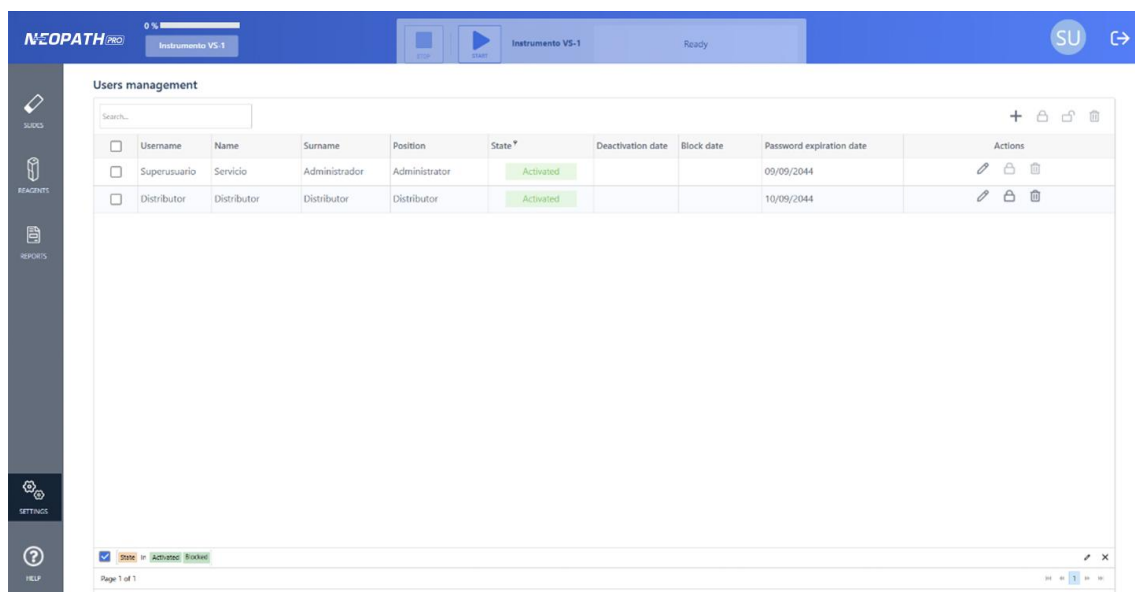 NEOPATH PRO
0 %
Instrumento VS-1
STOP
START
Instrumento VS-1
Ready
SU
Users management
SLIDES
REAGENTS
REPORTS
SETTINGS
HELP
Search...
Username Name Surname Position State Deactivation date Block date Password expiration date Actions
Superusuario Servicio Administrador Administrator Activated 09/09/2044
Distributor Distributor Distributor Distributor Activated 10/09/2044
State In Activated Blocked
Page 1 of 1
1